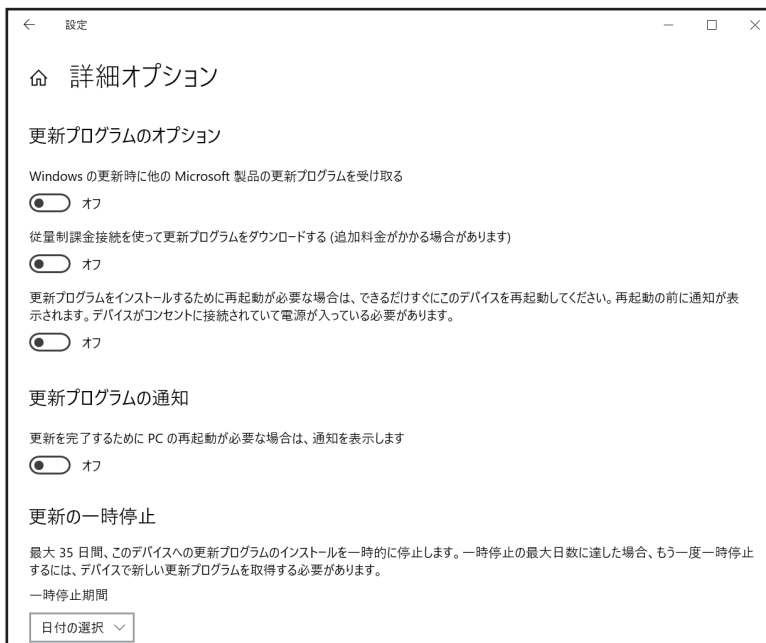 設定
詳細オプション
更新プログラムのオプション
Windows の更新時に他の Microsoft 製品の更新プログラムを受け取る
オフ
従量制課金接続を使って更新プログラムをダウンロードする (追加料金がかかる場合があります)
オフ
更新プログラムをインストールするために再起動が必要な場合は、できるだけすぐにこのデバイスを再起動してください。再起動の前に通知が表
示されます。デバイスがコンセントに接続されていて電源が入っている必要があります。
オフ
更新プログラムの通知
更新を完了するために PC の再起動が必要な場合は、通知を表示します
オフ
更新の一時停止
最大 35 日間、このデバイスへの更新プログラムのインストールを一時的に停止します。一時停止の最大日数に達した場合、もう一度一時停止
するには、デバイスで新しい更新プログラムを取得する必要があります。
一時停止期間
日付の選択